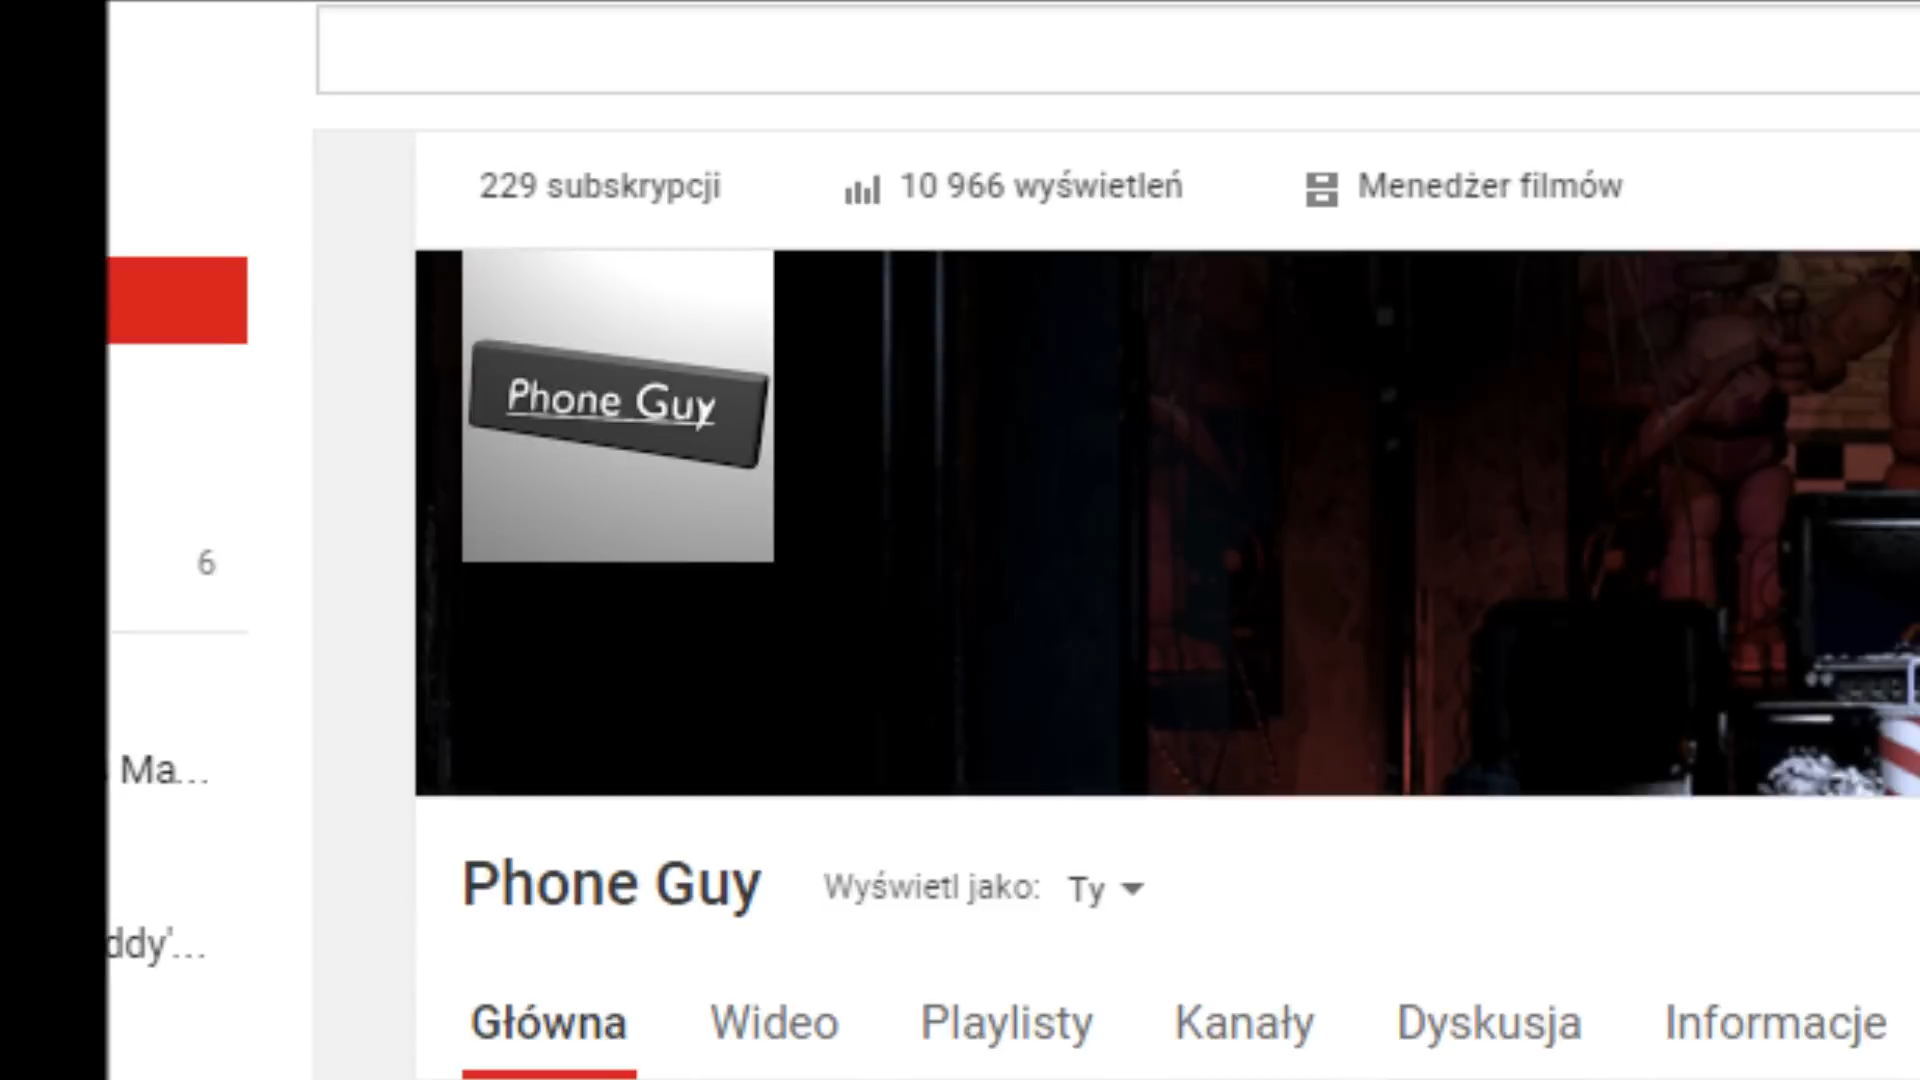 229 subskrypcji
10 966 wyświetleń
Menedżer filmów
Phone Guy
6
Ma...
ddy'...
Phone Guy
Wyświetl jako: Ty
Główna Wideo Playlisty Kanały Dyskusja Informacje